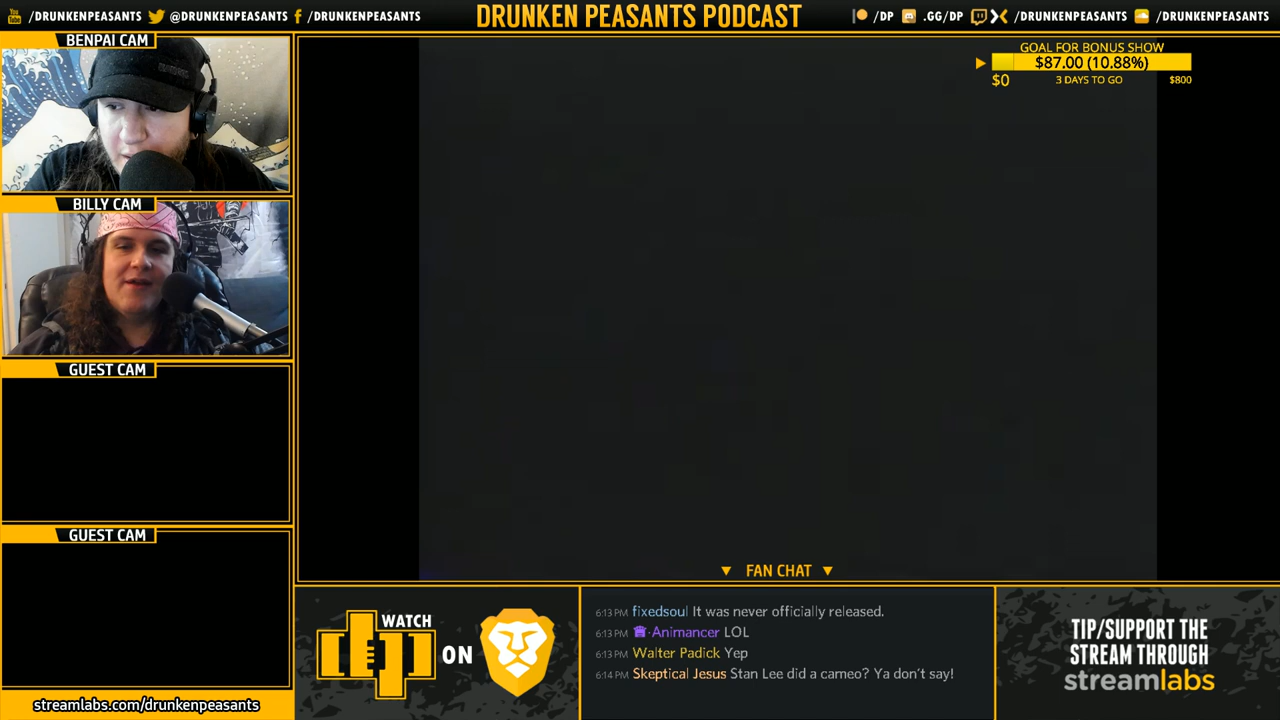 You Tube /DRUNKENPEASANTS @DRUNKENPEASANTS /DRUNKENPEASANTS
DRUNKEN PEASANTS PODCAST
/DP .GG/DP /DRUNKENPEASANTS /DRUNKENPEASANTS
BENPAI CAM
GOAL FOR BONUS SHOW
$87.00 (10.88%)
$0 3 DAYS TO GO $800
BILLY CAM
GUEST CAM
GUEST CAM
FAN CHAT
WATCH
ON
6:13 PM fixedsoul It was never officially released.
6:13 PM Animancer LOL
6:13 PM Walter Padick Yep
6:14 PM Skeptical Jesus Stan Lee did a cameo? Ya don't say!
TIP/SUPPORT THE
STREAM THROUGH
streamlabs
streamlabs.com/drunkenpeasants